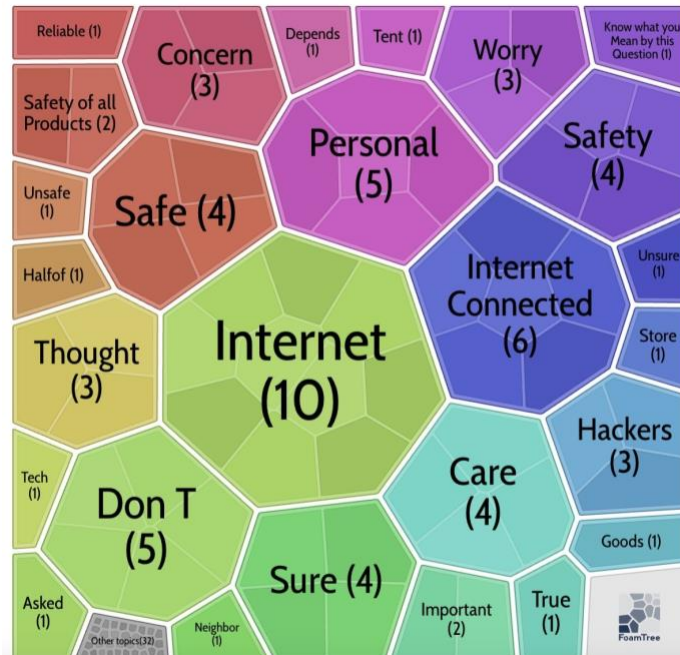 Reliable (1)
Concern
(3)
Depends
(1)
Tent (1)
Worry
(3)
Know what you
Mean by this
Question (1)
Safety of all
Products (2)
Personal
(5)
Safety
(4)
Unsafe
(1)
Safe (4)
Halfof (1)
Internet
Connected
(6)
Unsure
(1)
Thought
(3)
Internet
(10)
Store
(1)
Hackers
(3)
Tech
(1)
Don T
(5)
Care
(4)
Goods (1)
Sure (4)
Asked
(1)
Other topics(32)
Neighbor
(1)
Important
(2)
True
(1)
FoamTree